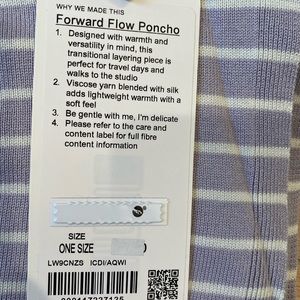 WHY WE MADE THIS
Forward Flow Poncho
1. Designed with warmth and
versatility in mind, this
transitional layering piece is
perfect for travel days and
walks to the studio
2. Viscose yarn blended with silk
adds lightweight warmth with a
soft feel
3. Be gentle with me, I'm delicate
4. Please refer to the care and
content label for full fibre
content information
SIZE
ONE SIZE
LW9CNZS ICDI/AQWI